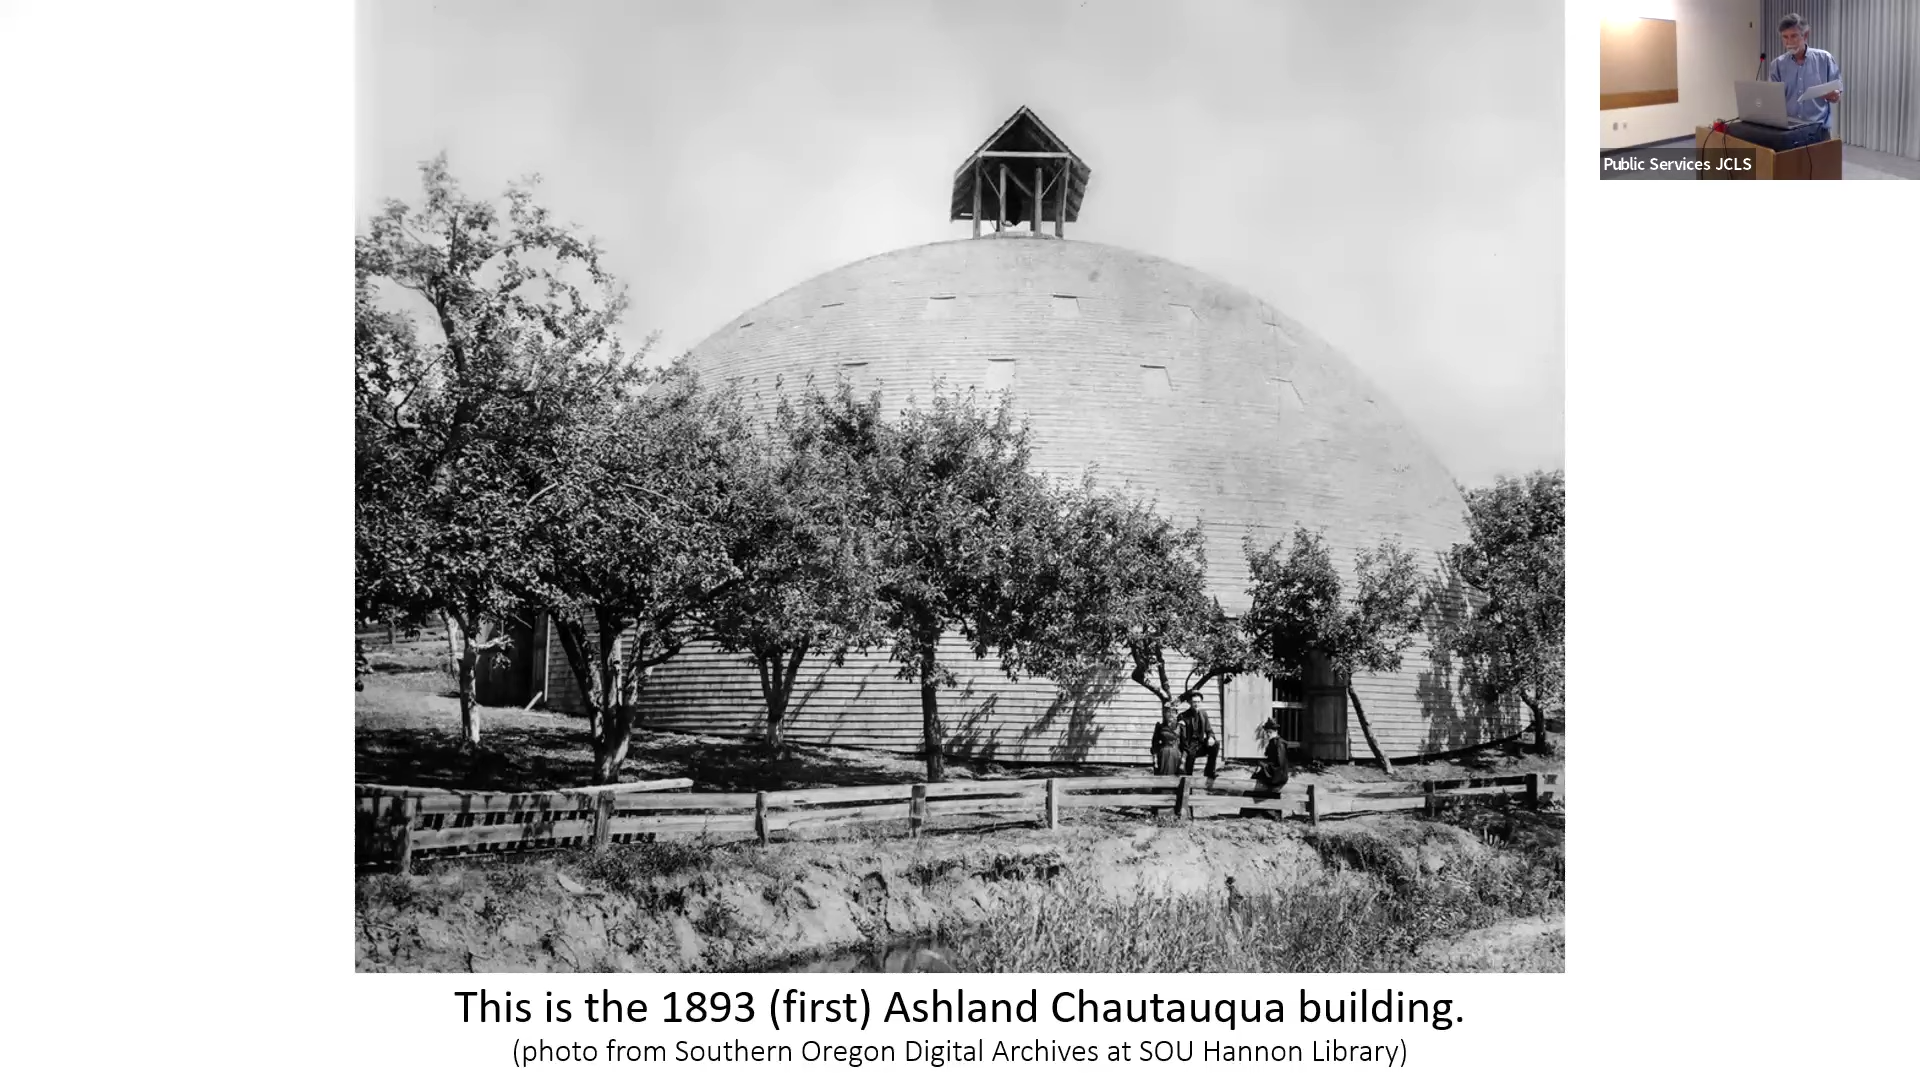 Public Services JCLS
This is the 1893 (first) Ashland Chautauqua building.
(photo from Southern Oregon Digital Archives at SOU Hannon Library)